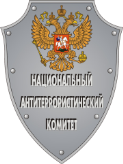 НАЦИОНАЛЬНЫЙ
АНТИТЕРРОРИСТИЧЕСКИЙ
КОМИТЕТ